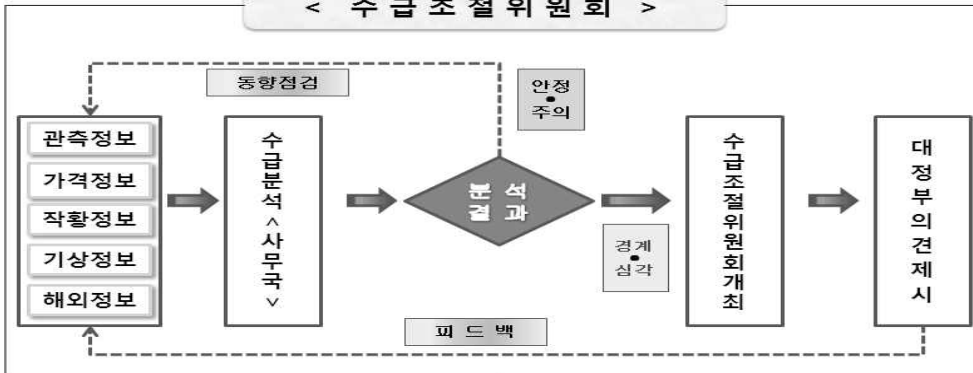 < 수 급 조 절 위 원 회 >
동향점검
안정
•
주의
관측정보
가격정보
작황정보
기상정보
해외정보
수급분석<사무국>
분 석
결 과
경계
•
심각
수급조절위원회개최
대정부의견제시
피 드 백